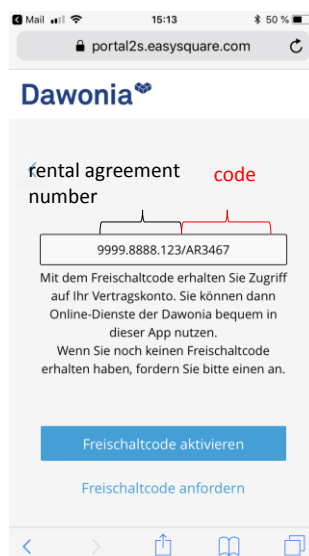 Mail 15:13 50 %
portal2s.easysquare.com
Dawonia
rental agreement
number
code
9999.8888.123/AR3467
Mit dem Freischaltcode erhalten Sie Zugriff
auf Ihr Vertragskonto. Sie können dann
Online-Dienste der Dawonia bequem in
dieser App nutzen.
Wenn Sie noch keinen Freischaltcode
erhalten haben, fordern Sie bitte einen an.
Freischaltcode aktivieren
Freischaltcode anfordern